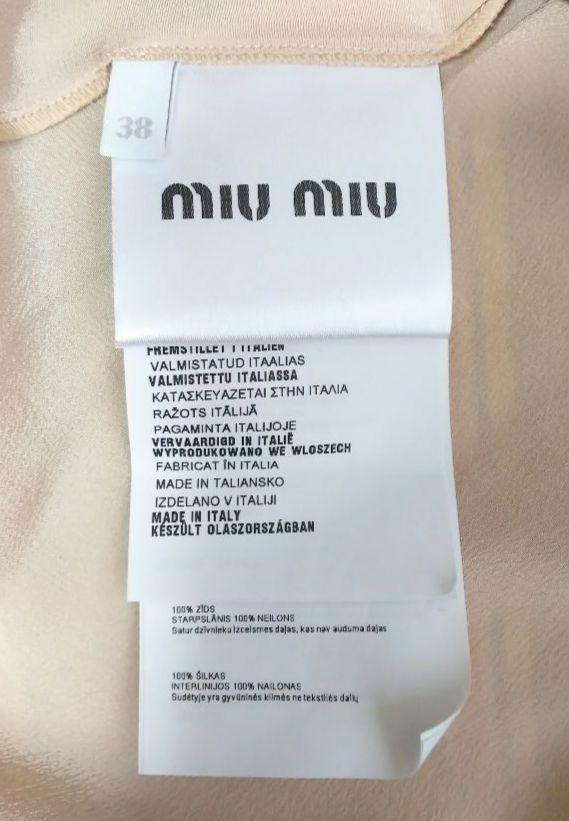 38
miu miu
FREMSTILLET I ITALIEN
VALMISTATUD ITAALIAS
VALMISTETTU ITALIASSA
ΚΑΤΑΣΚΕΥΑΖΕΤΑΙ ΣΤΗΝ ΙΤΑΛΙΑ
RAŽOTS ITĀLIJĀ
PAGAMINTA ITALIJOJE
VERVAARDIGD IN ITALIË
WYPRODUKOWANO WE WLOSZECH
FABRICAT ÎN ITALIA
MADE IN TALIANSKO
IZDELANO V ITALIJI
MADE IN ITALY
KÉSZÜLT OLASZORSZÁGBAN
100% ZĪDS
STARPSLĀNIS 100% NEILONS
Satur dzīvnieku izcelsmes daļas, kas nav auduma daļas
100% ŠILKAS
INTERLINIJOS 100% NAILONAS
Sudėtyje yra gyvūninės kilmės ne tekstilės dalių